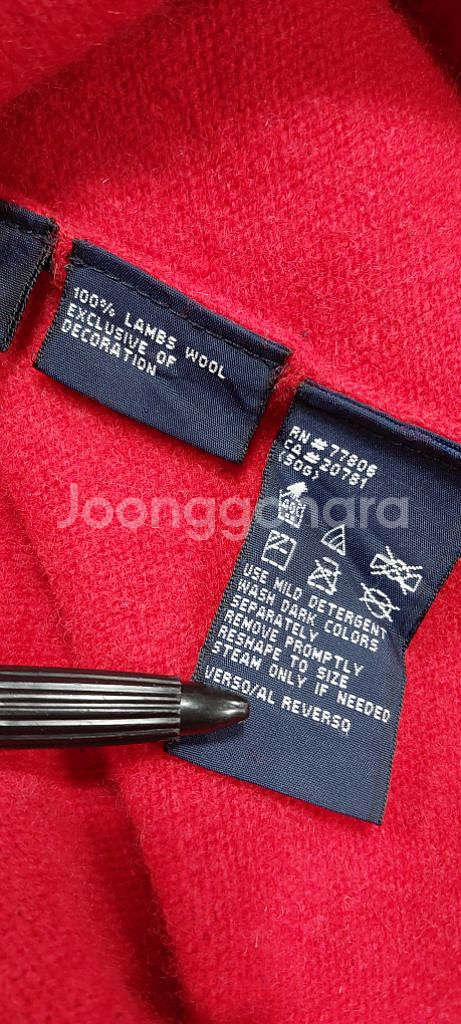 100% LAMBS WOOL
EXCLUSIVE OF
DECORATION
RN#77806
CA#20781
(50G)
Joonggonara
USE MILD DETERGENT
WASH DARK COLORS
SEPARATELY
REMOVE PROMPTLY
RESHAPE TO SIZE
STEAM ONLY IF NEEDED
VERSO/AL REVERSO